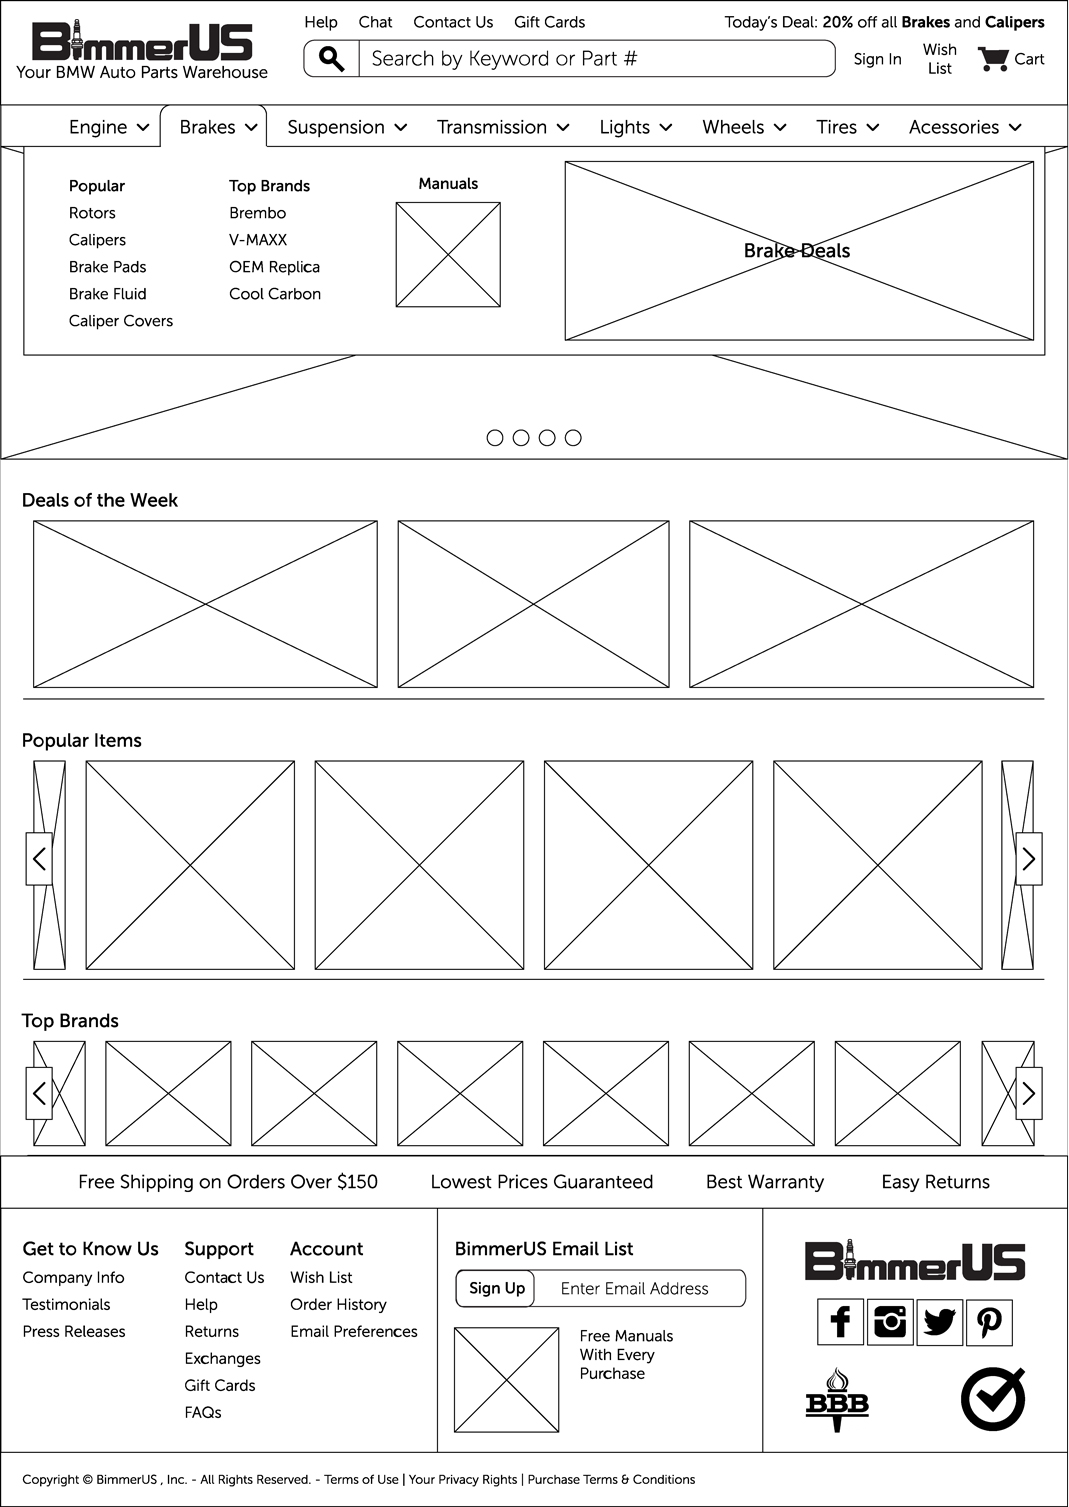 Help Chat Contact Us Gift Cards Today's Deal: 20% off all Brakes and Calipers
BimmerUS
Your BMW Auto Parts Warehouse
Search by Keyword or Part #
Sign In
Wish
List
Cart
Engine Brakes Suspension Transmission Lights Wheels Tires Acessories
Popular
Rotors
Calipers
Brake Pads
Brake Fluid
Caliper Covers
Top Brands
Brembo
V-MAXX
OEM Replica
Cool Carbon
Manuals
Brake Deals
Deals of the Week
Popular Items
Top Brands
Free Shipping on Orders Over $150 Lowest Prices Guaranteed Best Warranty Easy Returns
Get to Know Us
Company Info
Testimonials
Press Releases
Support
Contact Us
Help
Returns
Exchanges
Gift Cards
FAQs
Account
Wish List
Order History
Email Preferences
BimmerUS Email List
Sign Up Enter Email Address
Free Manuals
With Every
Purchase
BimmerUS
BBB
Copyright © BimmerUS , Inc. - All Rights Reserved. - Terms of Use | Your Privacy Rights | Purchase Terms & Conditions